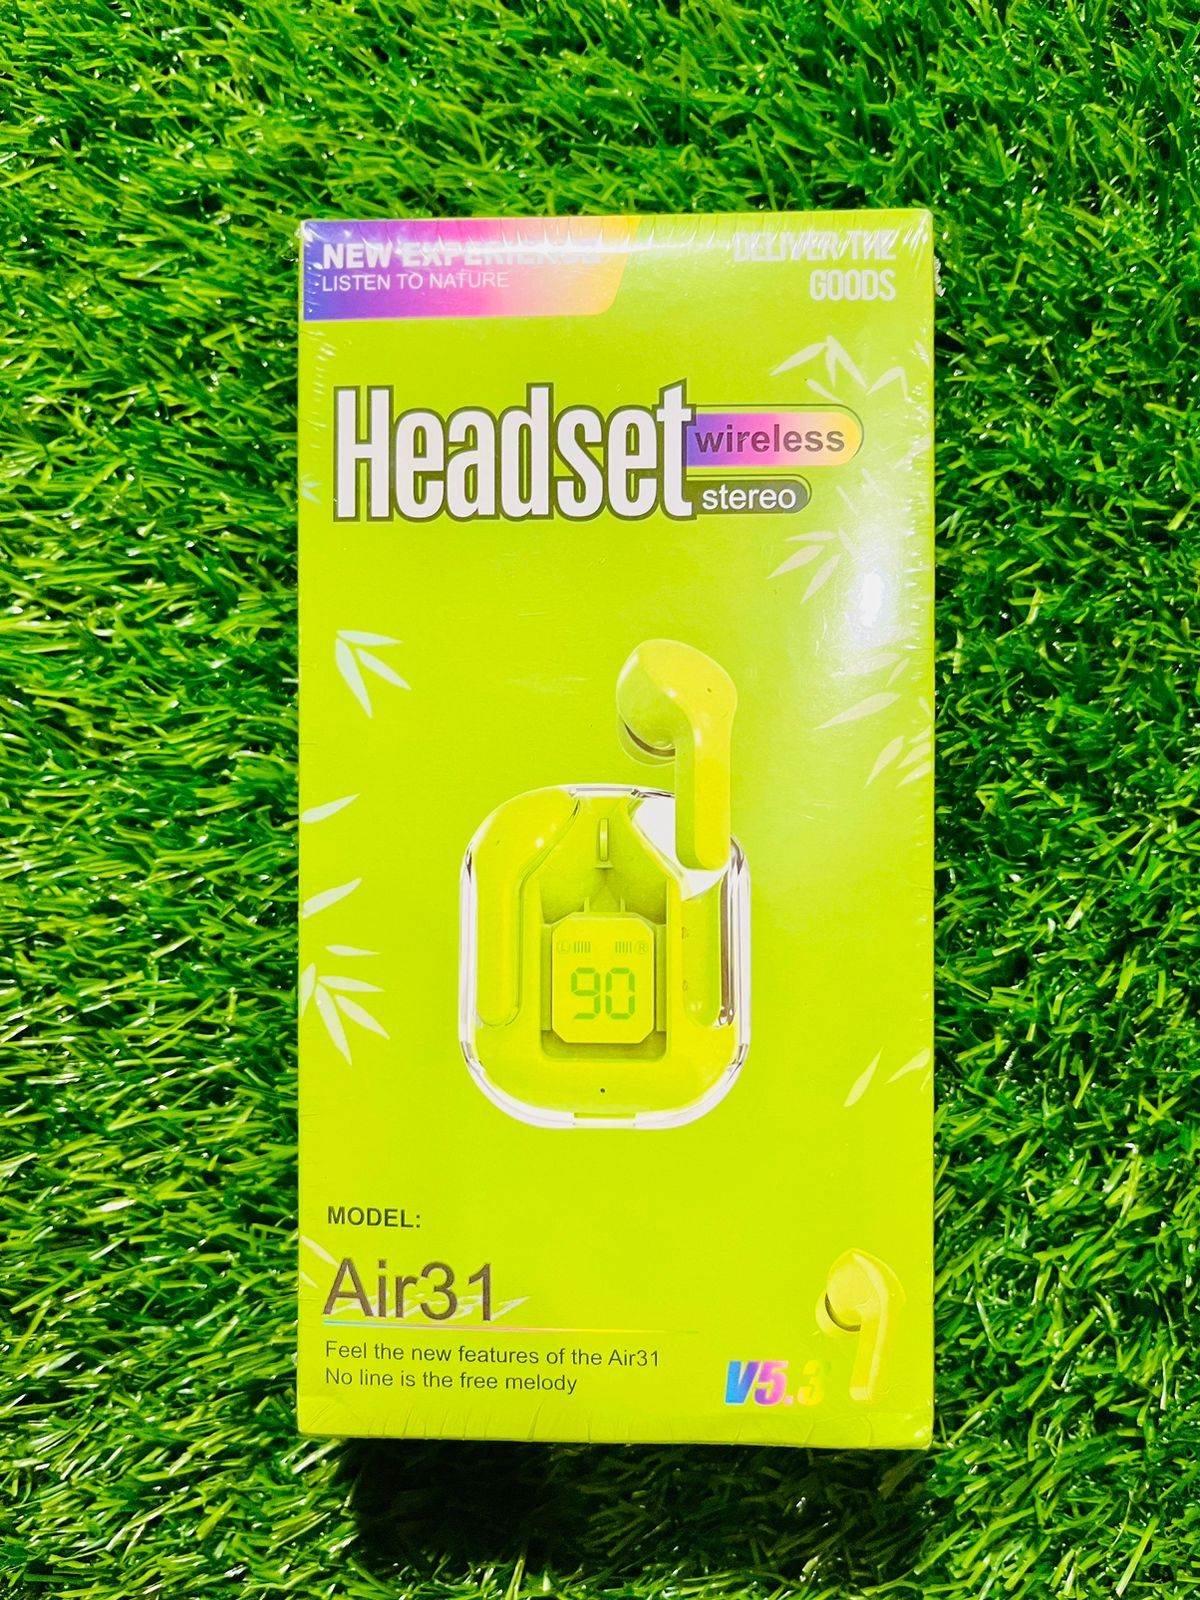 NEW EXPERIENCE
LISTEN TO NATURE
DELIVER THE
GOODS
Headset
wireless
stereo
L R
90
MODEL:
Air31
Feel the new features of the Air31
No line is the free melody
V5.3